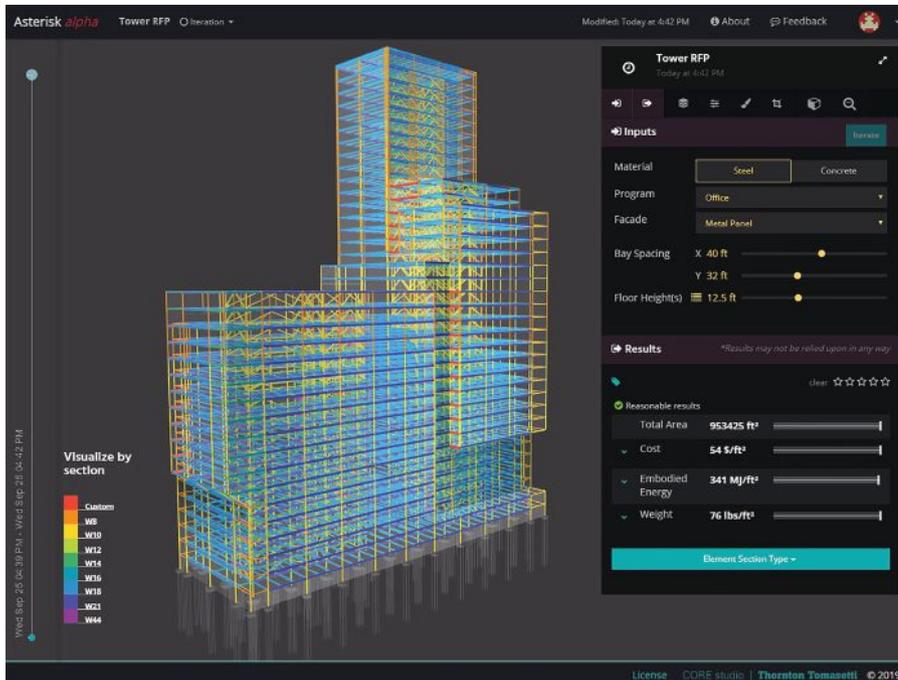 Asterisk alpha Tower RFP Iteration Modified: Today at 4:42 PM About Feedback
Tower RFP
Today at 4:42 PM
Inputs Iterate
Material Steel Concrete
Program Office
Facade Metal Panel
Bay Spacing X 40 ft
Y 32 ft
Floor Height(s) 12.5 ft
Results *Results may not be relied upon in any way
clear
Reasonable results
Total Area 953425 ft²
Cost 54 $/ft²
Embodied Energy 341 MJ/ft²
Weight 76 lbs/ft²
Element Section Type
Wed Sep 25 04:39 PM - Wed Sep 25 04:42 PM
Visualize by
section
Custom
W8
W10
W12
W14
W16
W18
W21
W44
License CORE studio | Thornton Tomasetti © 2019